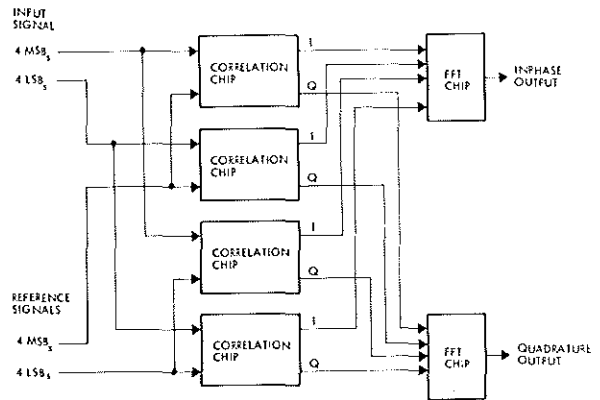 INPUT
SIGNAL
4 MSBs
4 LSBs
REFERENCE
SIGNALS
4 MSBs
4 LSBs
CORRELATION
CHIP
I
Q
CORRELATION
CHIP
I
Q
CORRELATION
CHIP
I
Q
CORRELATION
CHIP
I
Q
FFT
CHIP
INPHASE
OUTPUT
FFT
CHIP
QUADRATURE
OUTPUT